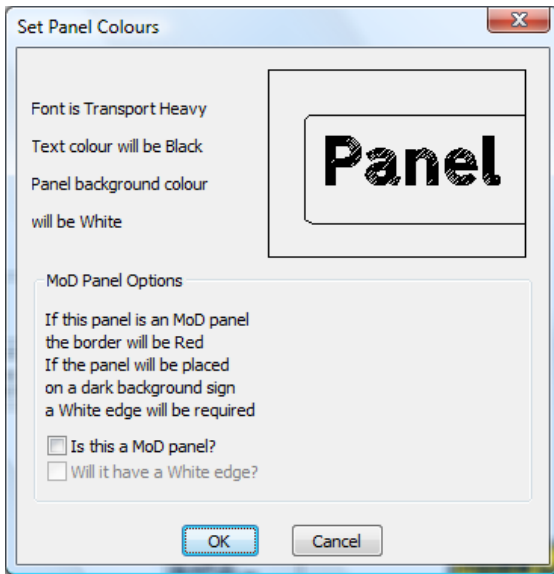 Set Panel Colours
Font is Transport Heavy
Text colour will be Black
Panel background colour
will be White
Panel
MoD Panel Options
If this panel is an MoD panel
the border will be Red
If the panel will be placed
on a dark background sign
a White edge will be required
Is this a MoD panel?
Will it have a White edge?
OK
Cancel